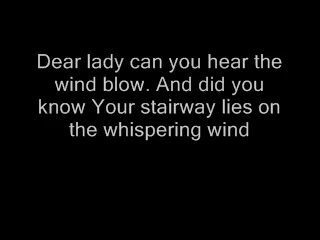 Dear lady can you hear the
wind blow. And did you
know Your stairway lies on
the whispering wind